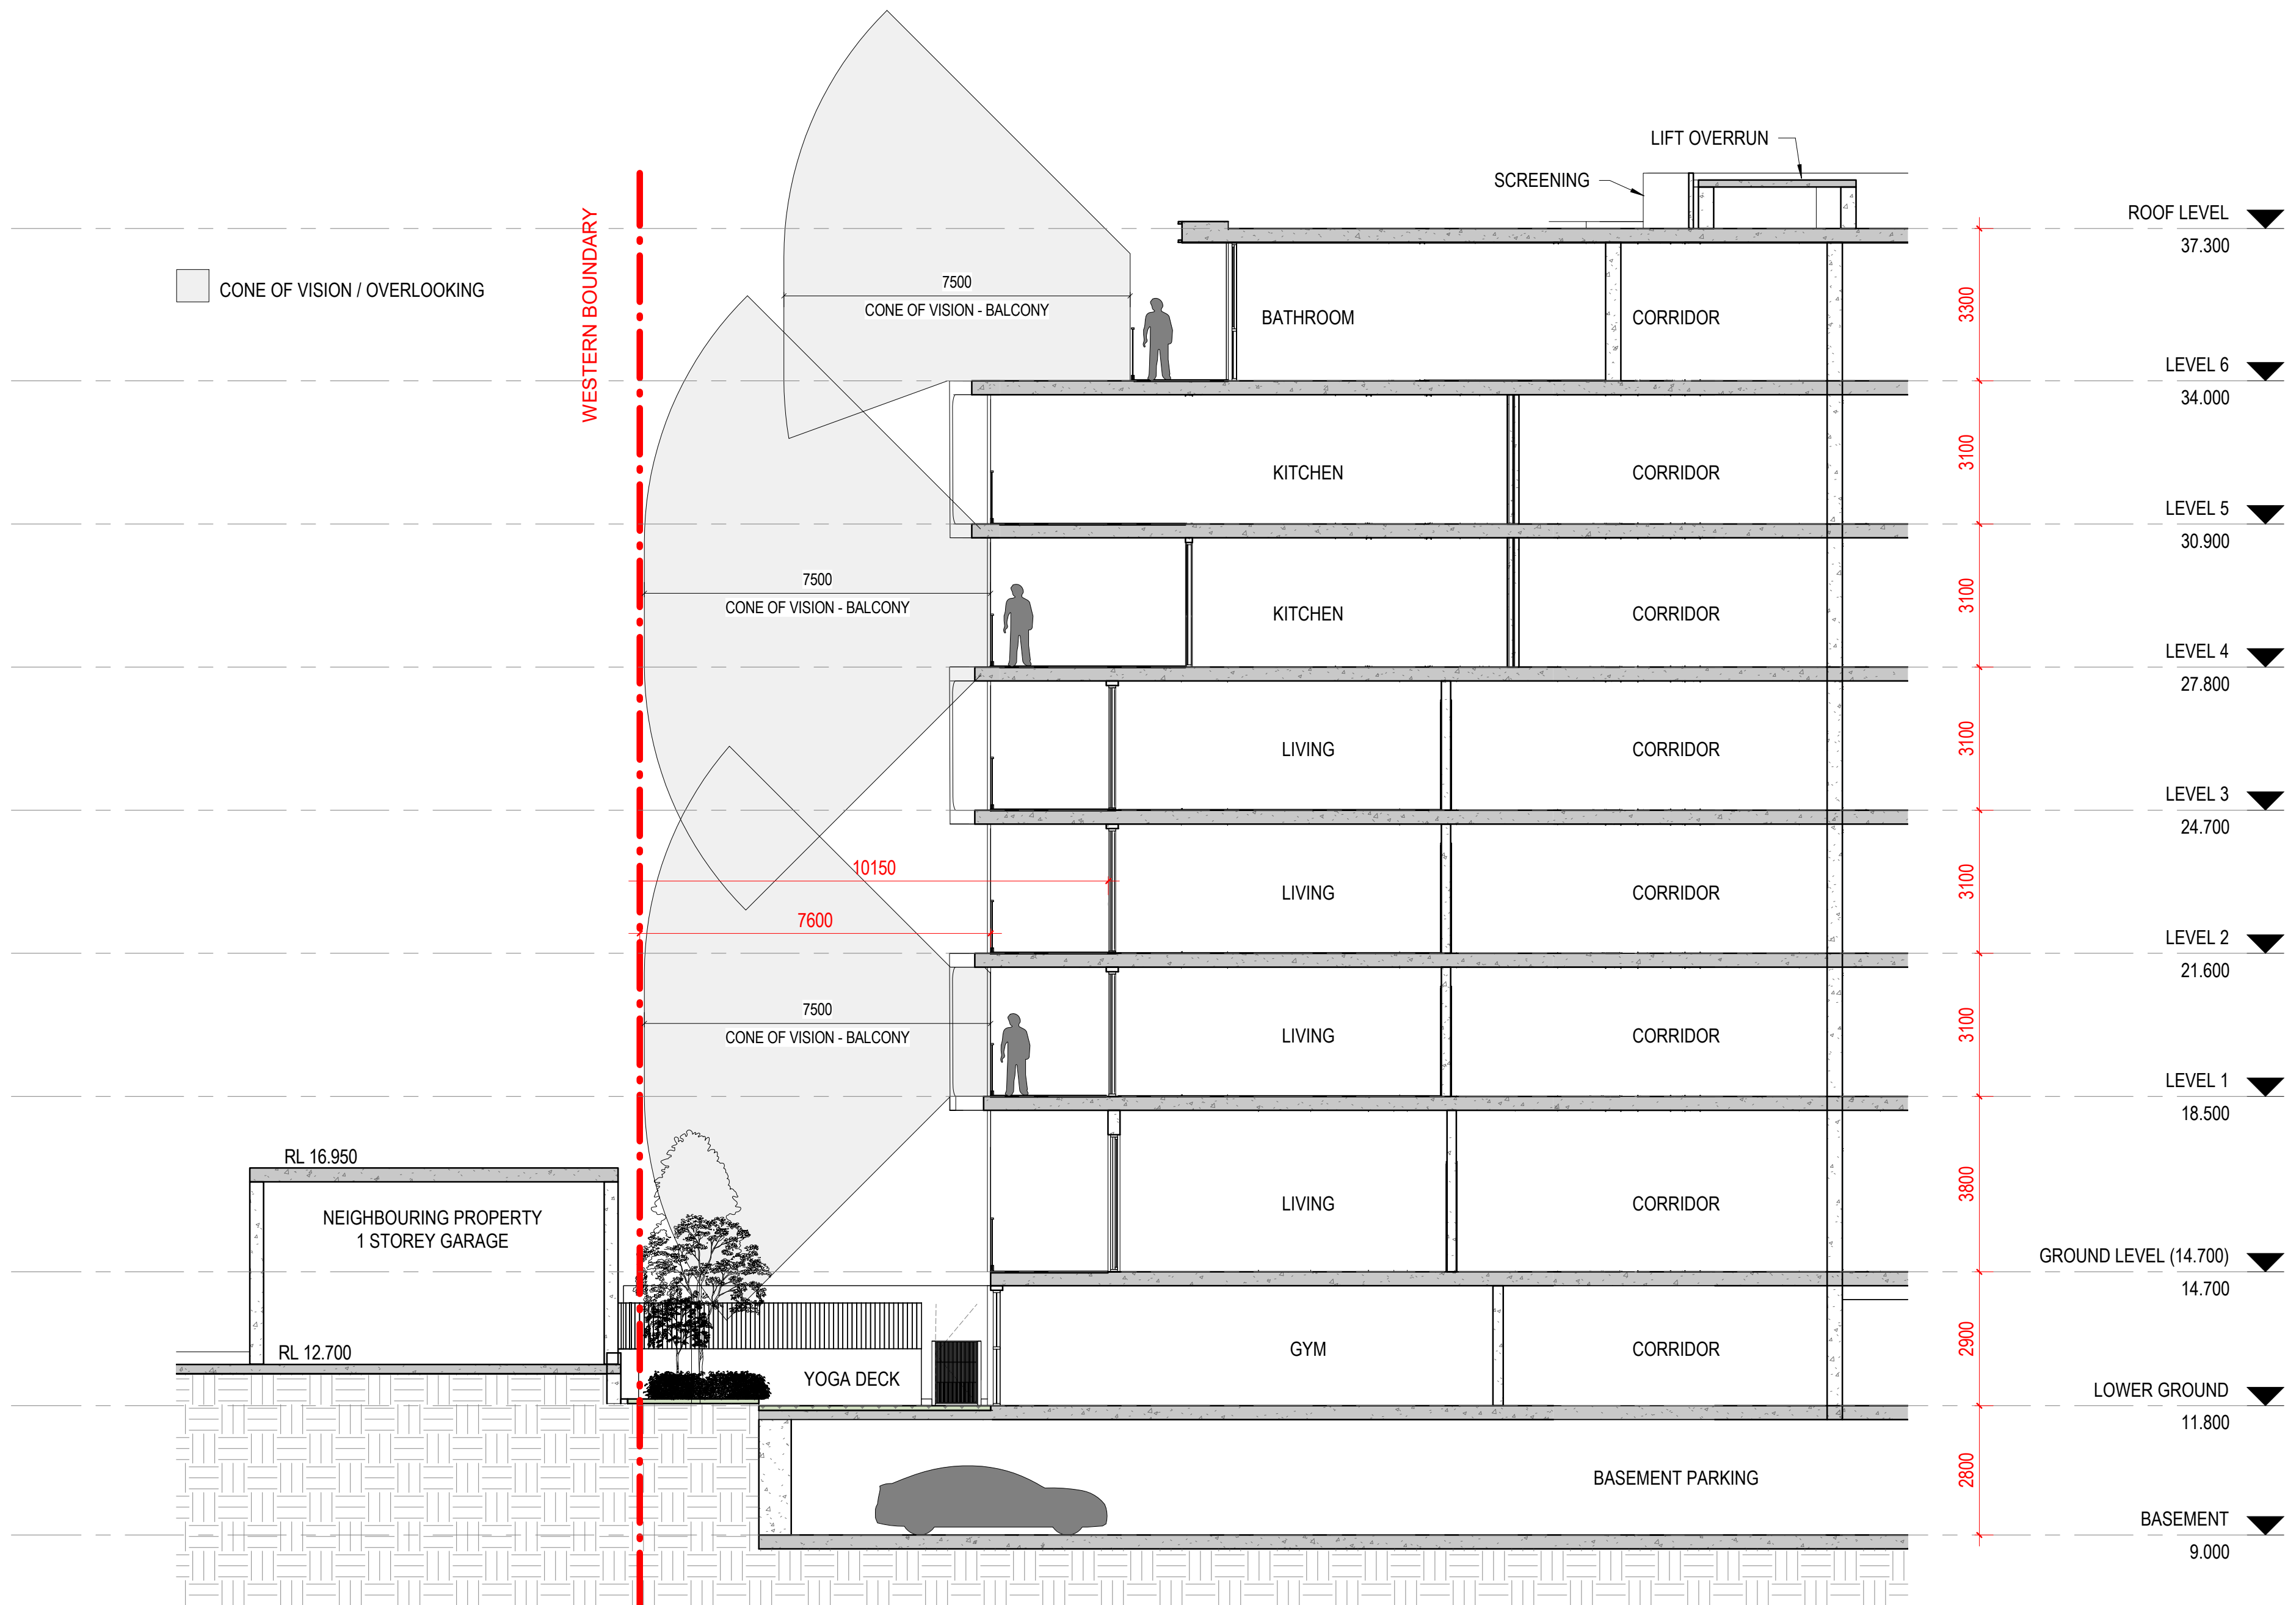 LIFT OVERRUN
SCREENING
ROOF LEVEL
37.300
WESTERN BOUNDARY
CONE OF VISION / OVERLOOKING
7500
CONE OF VISION - BALCONY
BATHROOM
CORRIDOR
3300
LEVEL 6
34.000
KITCHEN
CORRIDOR
3100
LEVEL 5
30.900
7500
CONE OF VISION - BALCONY
KITCHEN
CORRIDOR
3100
LEVEL 4
27.800
LIVING
CORRIDOR
3100
LEVEL 3
24.700
10150
7600
LIVING
CORRIDOR
3100
LEVEL 2
21.600
7500
CONE OF VISION - BALCONY
LIVING
CORRIDOR
3100
LEVEL 1
18.500
RL 16.950
NEIGHBOURING PROPERTY
1 STOREY GARAGE
LIVING
CORRIDOR
3800
GROUND LEVEL (14.700)
14.700
RL 12.700
YOGA DECK
GYM
CORRIDOR
2900
LOWER GROUND
11.800
BASEMENT PARKING
2800
BASEMENT
9.000